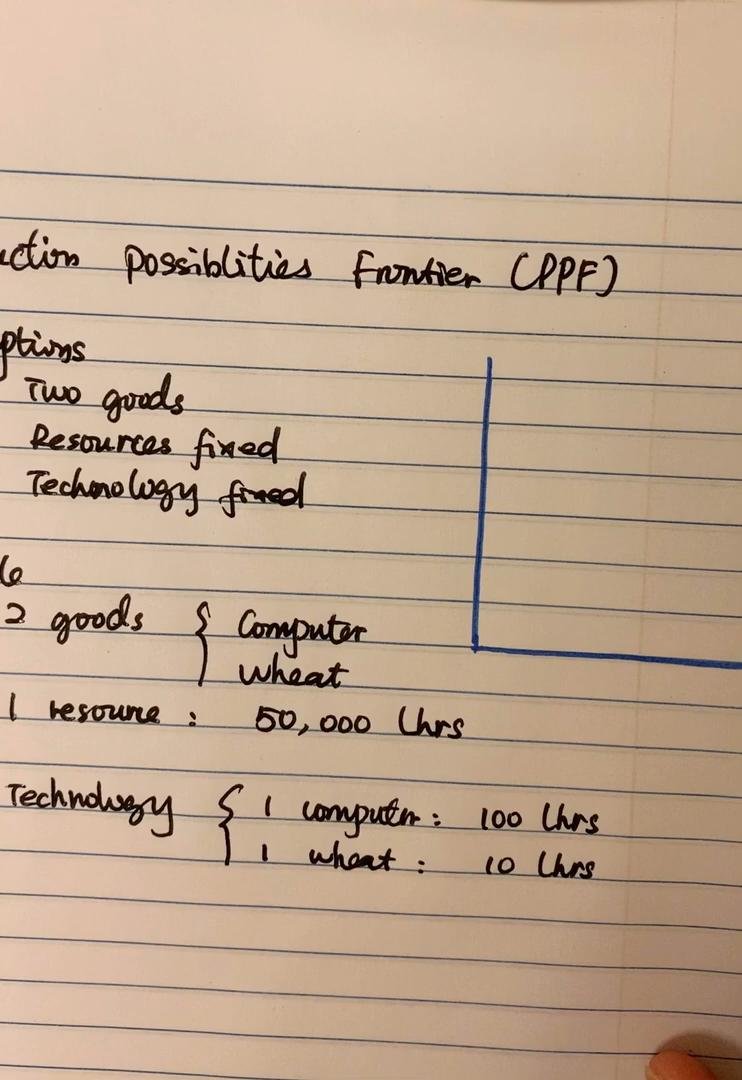 ction Possiblities Frontier (PPF)
ptions
Two goods
Resources fixed
Technology fixed
le
2 goods { Computer
wheat
1 resource : 50,000 Lhrs
Technology { 1 computer : 100 Lhrs
1 wheat : 10 Lhrs